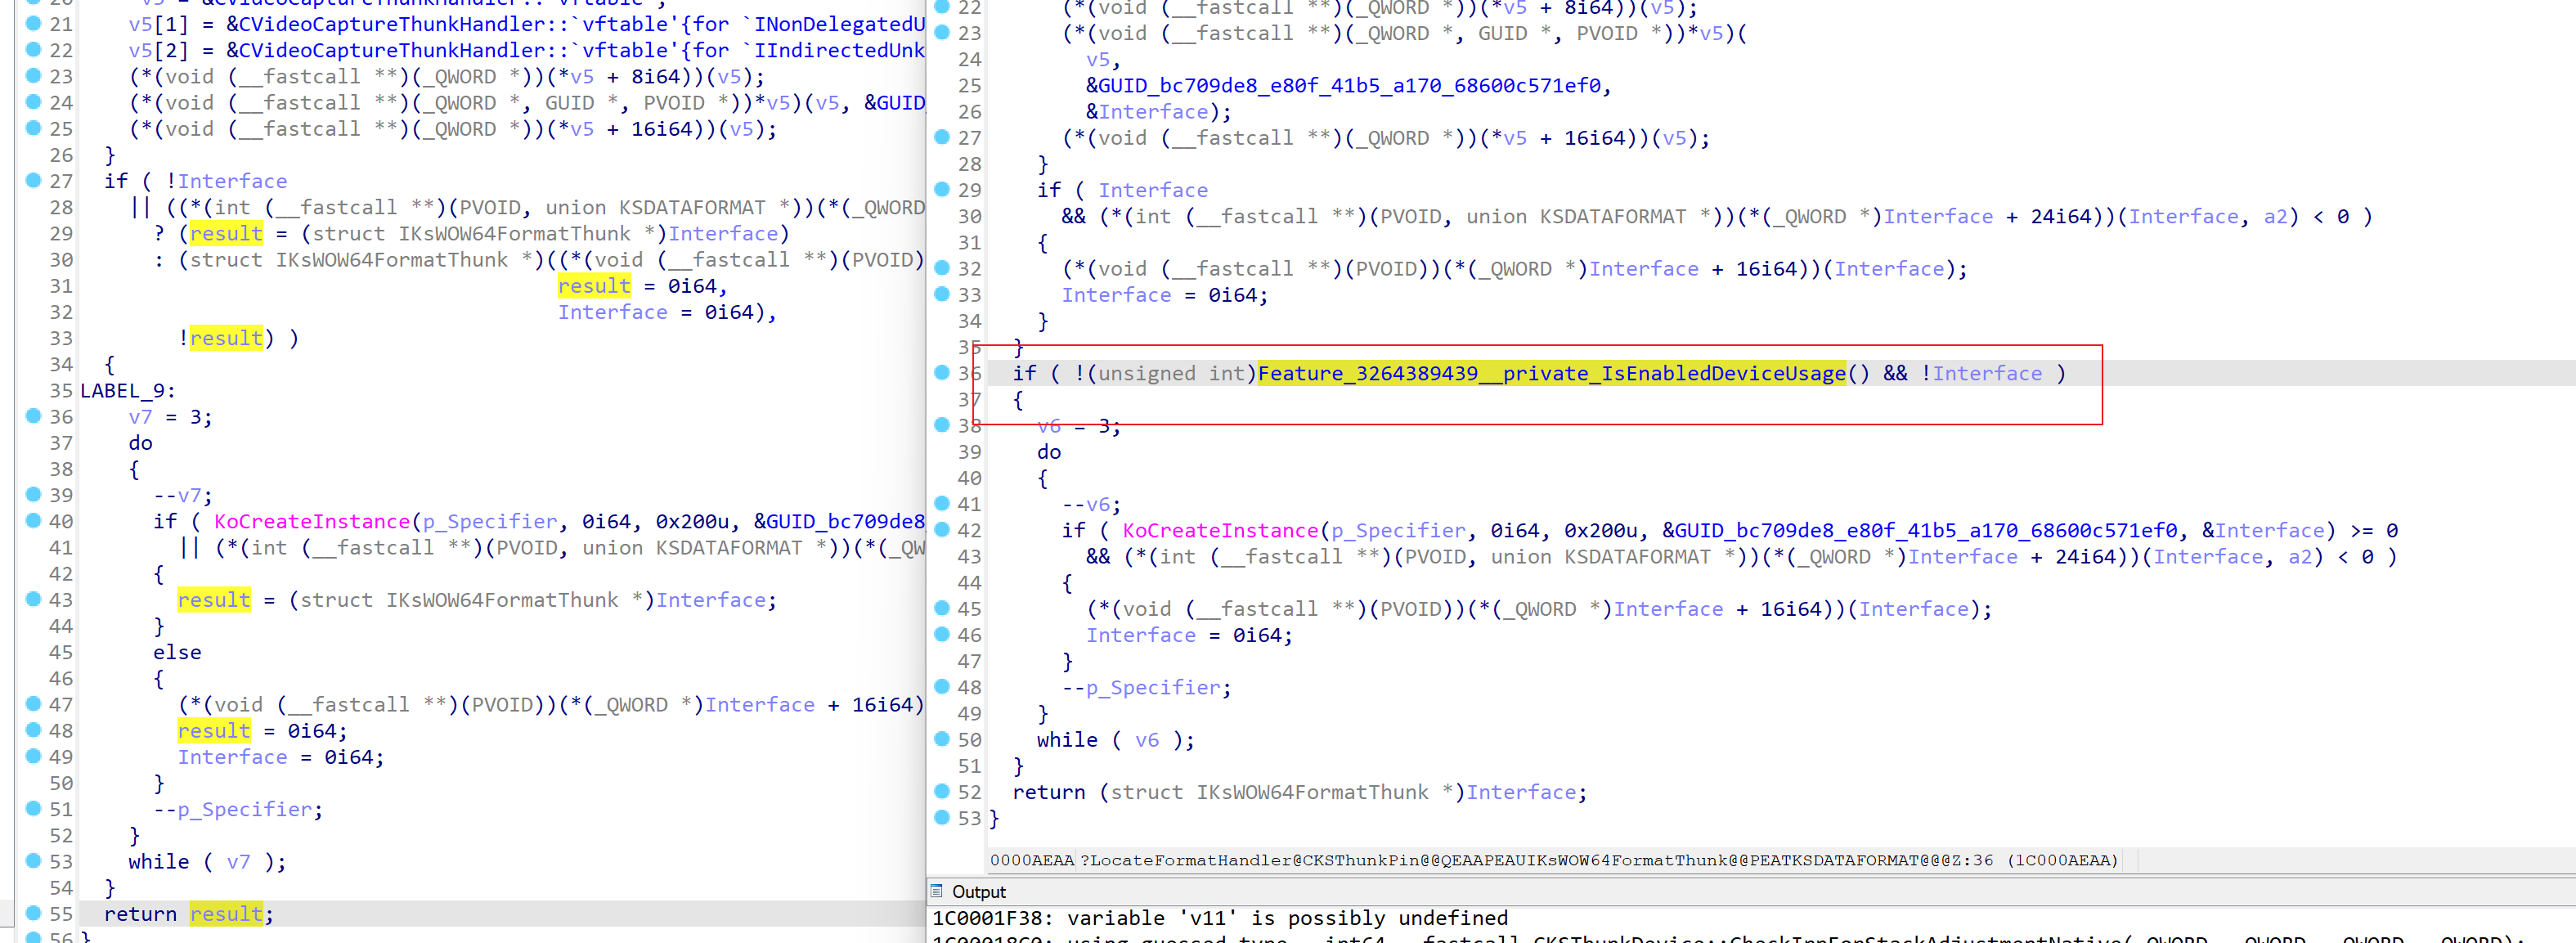 20 v5 = &CVideoCaptureThunkHandler::`vftable';
21 v5[1] = &CVideoCaptureThunkHandler::`vftable'{for `INonDelegatedU
22 v5[2] = &CVideoCaptureThunkHandler::`vftable'{for `IIndirectedUnk
23 (*(void (__fastcall **)(_QWORD *))(*v5 + 8i64))(v5);
24 (*(void (__fastcall **)(_QWORD *, GUID *, PVOID *))*v5)(v5, &GUID
25 (*(void (__fastcall **)(_QWORD *))(*v5 + 16i64))(v5);
26 }
27 if ( !Interface
28 || ((*(int (__fastcall **)(PVOID, union KSDATAFORMAT *))(*(_QWORD
29 ? (result = (struct IKsWOW64FormatThunk *)Interface)
30 : (struct IKsWOW64FormatThunk *)((*(void (__fastcall **)(PVOID)
31 result = 0i64,
32 Interface = 0i64),
33 !result) )
34 {
35 LABEL_9:
36 v7 = 3;
37 do
38 {
39 --v7;
40 if ( KoCreateInstance(p_Specifier, 0i64, 0x200u, &GUID_bc709de8
41 || (*(int (__fastcall **)(PVOID, union KSDATAFORMAT *))(*(_QW
42 {
43 result = (struct IKsWOW64FormatThunk *)Interface;
44 }
45 else
46 {
47 (*(void (__fastcall **)(PVOID))(*(_QWORD *)Interface + 16i64)
48 result = 0i64;
49 Interface = 0i64;
50 }
51 --p_Specifier;
52 }
53 while ( v7 );
54 }
55 return result;
56 }
22 (*(void (__fastcall **)(_QWORD *))(*v5 + 8i64))(v5);
23 (*(void (__fastcall **)(_QWORD *, GUID *, PVOID *))*v5)(
24 v5,
25 &GUID_bc709de8_e80f_41b5_a170_68600c571ef0,
26 &Interface);
27 (*(void (__fastcall **)(_QWORD *))(*v5 + 16i64))(v5);
28 }
29 if ( Interface
30 && (*(int (__fastcall **)(PVOID, union KSDATAFORMAT *))(*(_QWORD *)Interface + 24i64))(Interface, a2) < 0 )
31 {
32 (*(void (__fastcall **)(PVOID))(*(_QWORD *)Interface + 16i64))(Interface);
33 Interface = 0i64;
34 }
35 }
36 if ( !(unsigned int)Feature_3264389439__private_IsEnabledDeviceUsage() && !Interface )
37 {
38 v6 = 3;
39 do
40 {
41 --v6;
42 if ( KoCreateInstance(p_Specifier, 0i64, 0x200u, &GUID_bc709de8_e80f_41b5_a170_68600c571ef0, &Interface) >= 0
43 && (*(int (__fastcall **)(PVOID, union KSDATAFORMAT *))(*(_QWORD *)Interface + 24i64))(Interface, a2) < 0 )
44 {
45 (*(void (__fastcall **)(PVOID))(*(_QWORD *)Interface + 16i64))(Interface);
46 Interface = 0i64;
47 }
48 --p_Specifier;
49 }
50 while ( v6 );
51 }
52 return (struct IKsWOW64FormatThunk *)Interface;
53 }
0000AEAA ?LocateFormatHandler@CKSThunkPin@@QEAAPEAUIKsWOW64FormatThunk@@PEATKSDATAFORMAT@@@Z:36 (1C000AEAA)
Output
1C0001F38: variable 'v11' is possibly undefined
1C00018C0: using guessed type __int64 __fastcall CKSThunkDevice::CheckIrpForStackAdjustmentNative(_QWORD, _QWORD, _QWORD, _QWORD);